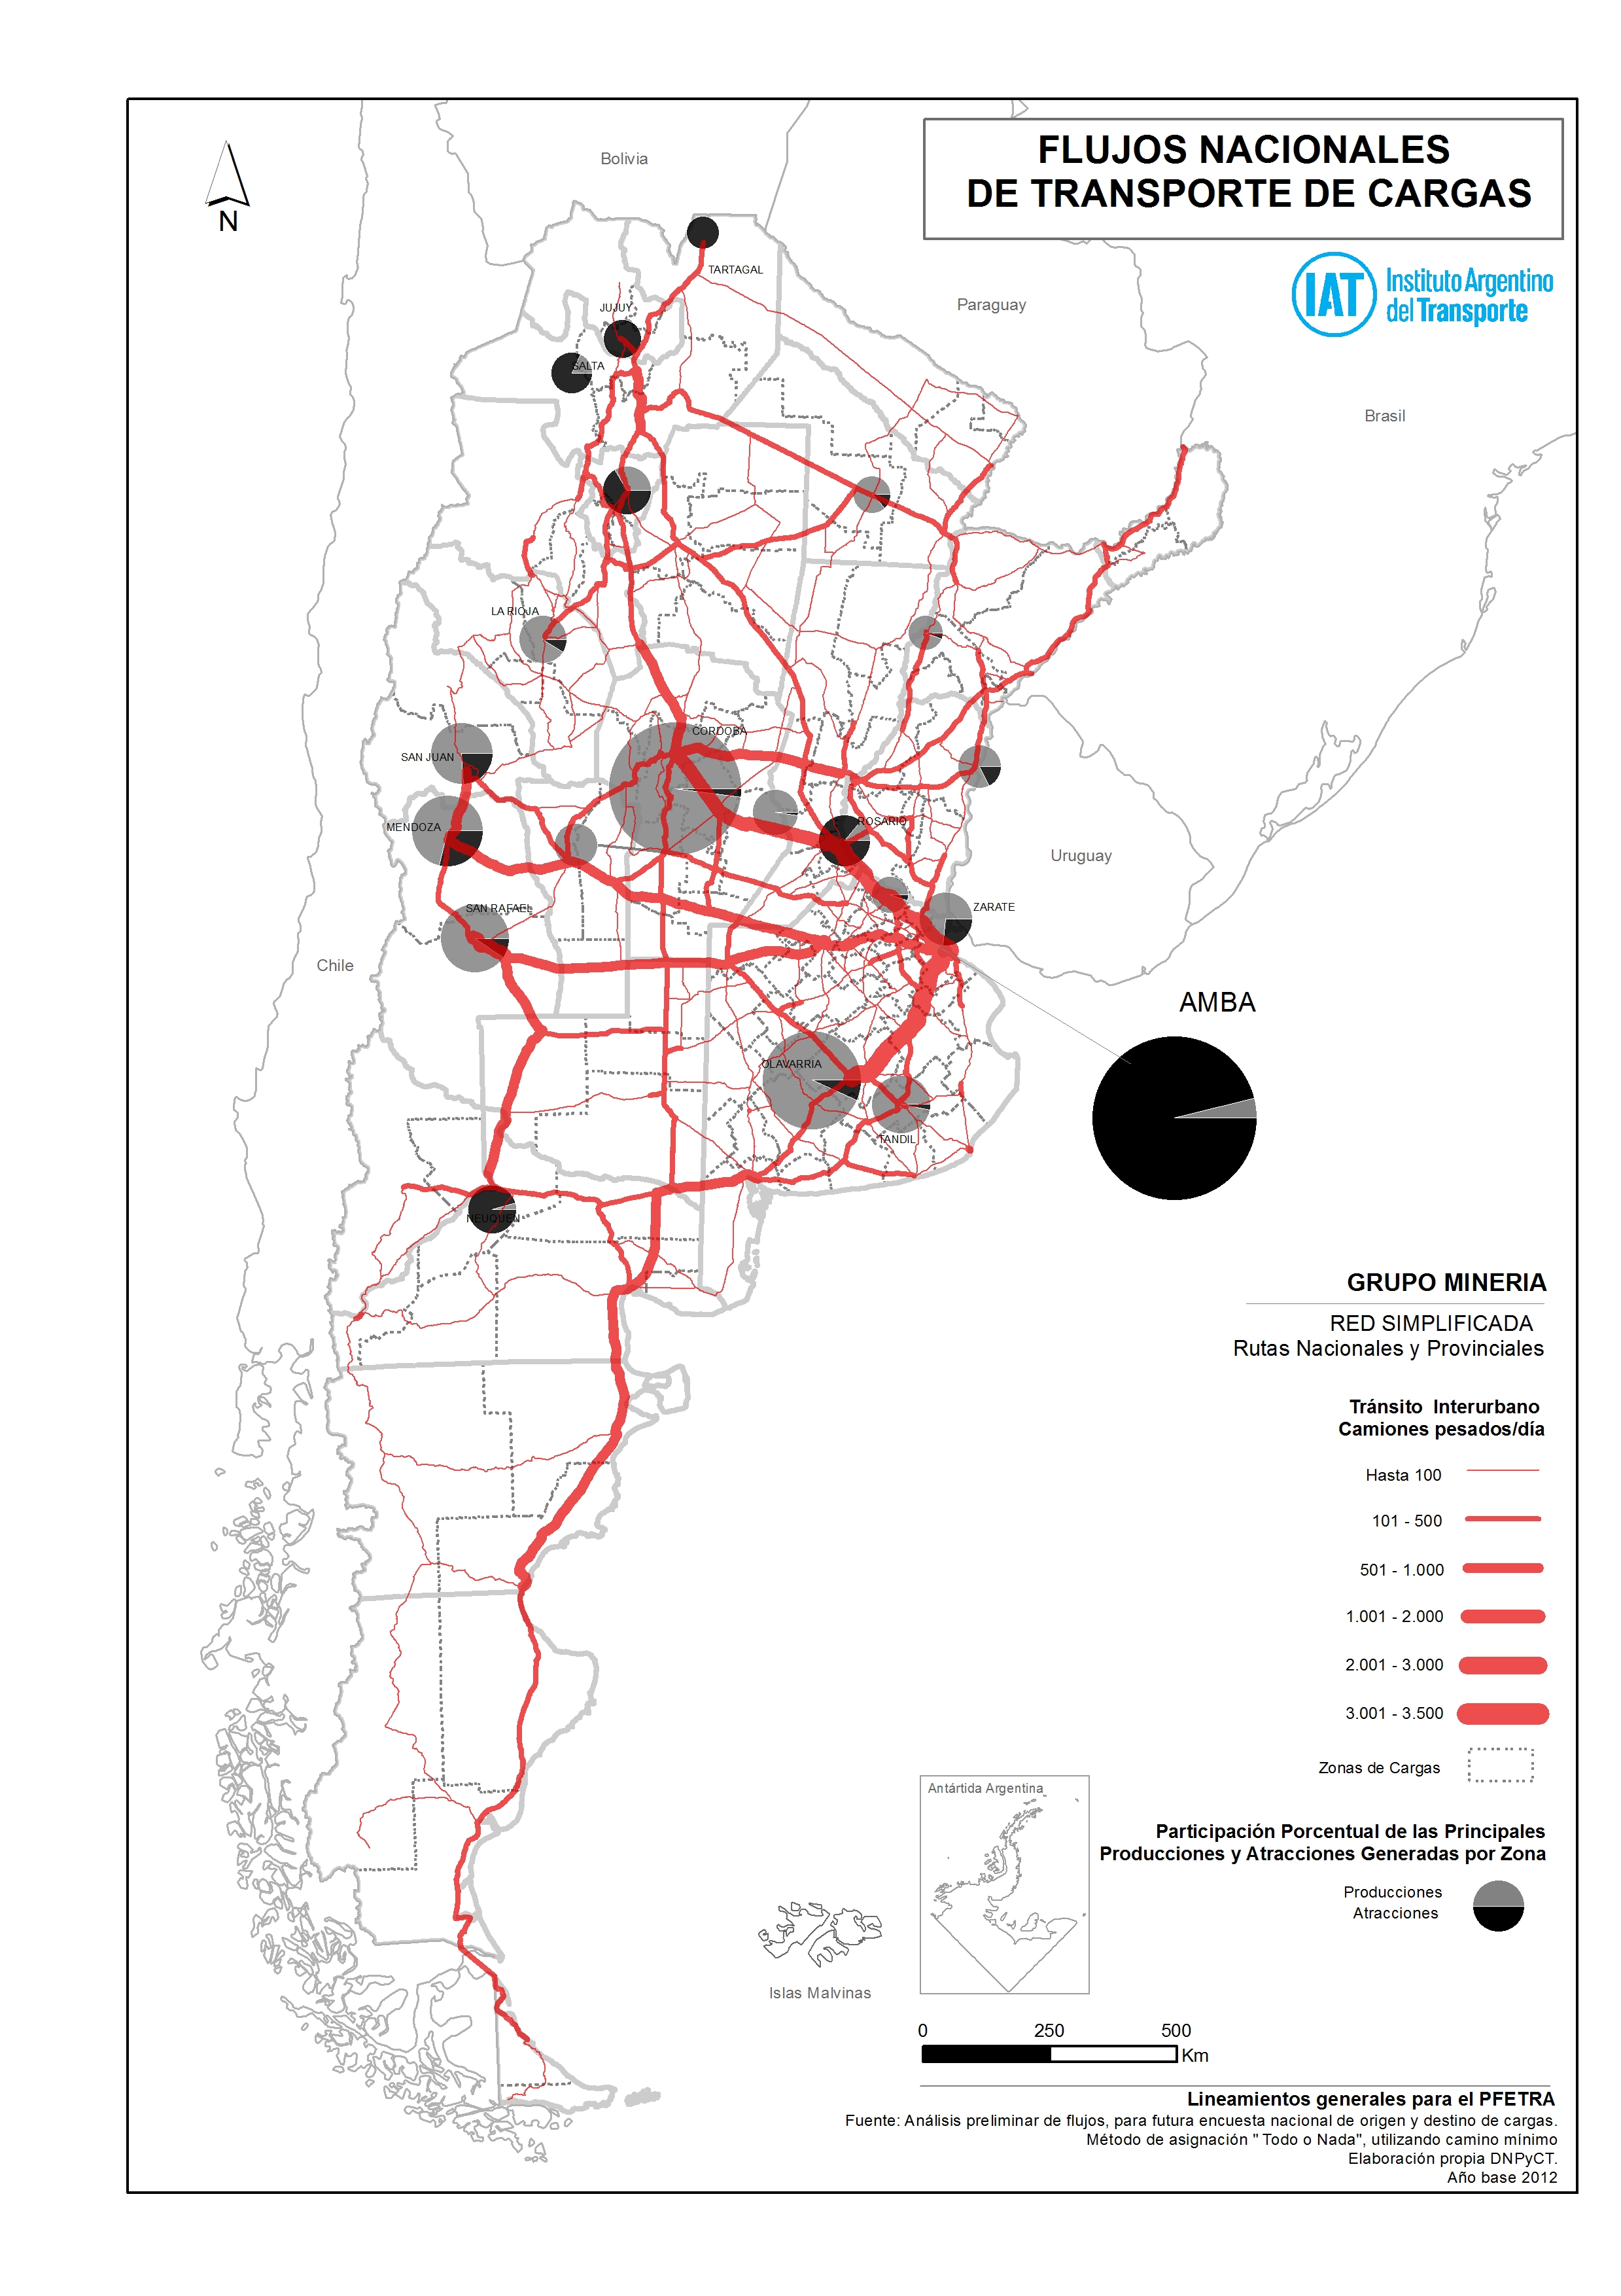 FLUJOS NACIONALES
DE TRANSPORTE DE CARGAS
IAT Instituto Argentino
del Transporte
N
Bolivia
Paraguay
Brasil
Uruguay
Chile
TARTAGAL
JUJUY
SALTA
LA RIOJA
CORDOBA
SAN JUAN
MENDOZA
ROSARIO
SAN RAFAEL
ZARATE
AMBA
OLAVARRIA
TANDIL
NEUQUEN
GRUPO MINERIA
RED SIMPLIFICADA
Rutas Nacionales y Provinciales
Tránsito Interurbano
Camiones pesados/día
Hasta 100
101 - 500
501 - 1.000
1.001 - 2.000
2.001 - 3.000
3.001 - 3.500
Zonas de Cargas
Participación Porcentual de las Principales
Producciones y Atracciones Generadas por Zona
Producciones
Atracciones
Antártida Argentina
Islas Malvinas
0 250 500
Km
Lineamientos generales para el PFETRA
Fuente: Análisis preliminar de flujos, para futura encuesta nacional de origen y destino de cargas.
Método de asignación " Todo o Nada", utilizando camino mínimo
Elaboración propia DNPyCT.
Año base 2012